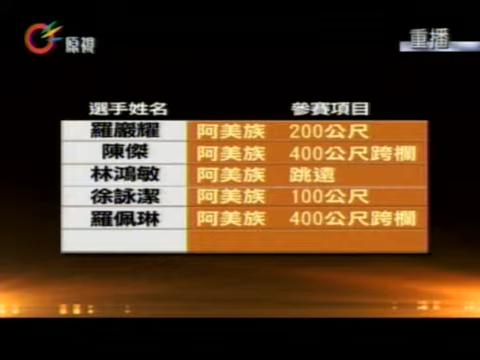 原視
重播
選手姓名 參賽項目
羅巖耀 阿美族 200公尺
陳傑 阿美族 400公尺跨欄
林鴻敏 阿美族 跳遠
徐詠潔 阿美族 100公尺
羅佩琳 阿美族 400公尺跨欄